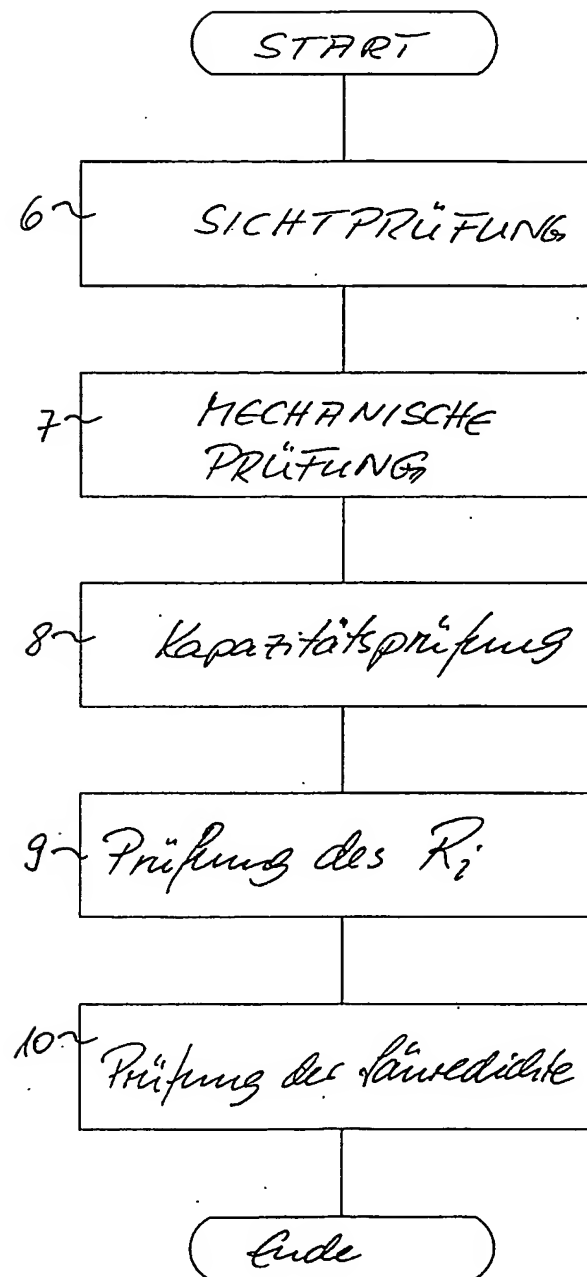 START
6 SICHTPRÜFUNG
7 MECHANISCHE
PRÜFUNG
8 Kapazitätsprüfung
9 Prüfung des Ri
10 Prüfung der Säuredichte
Ende